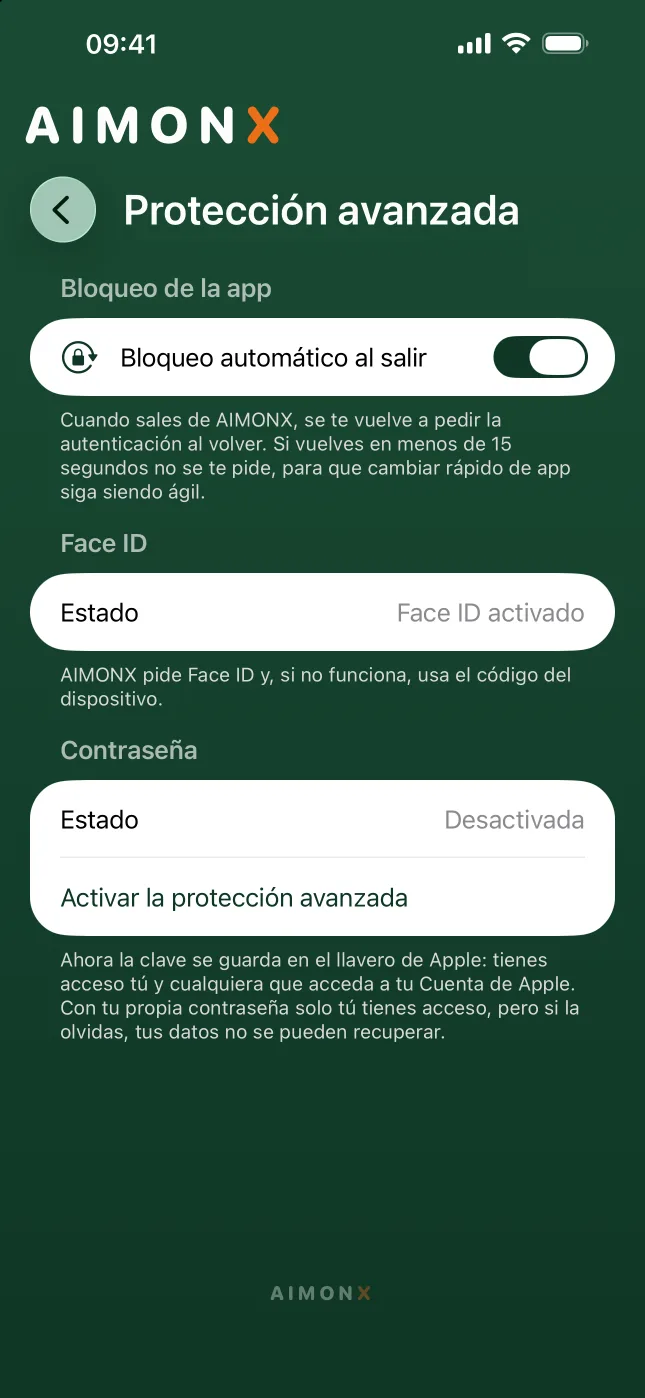 09:41
AIMONX
Protección avanzada
Bloqueo de la app
Bloqueo automático al salir
Cuando sales de AIMONX, se te vuelve a pedir la
autenticación al volver. Si vuelves en menos de 15
segundos no se te pide, para que cambiar rápido de app
siga siendo ágil.
Face ID
Estado Face ID activado
AIMONX pide Face ID y, si no funciona, usa el código del
dispositivo.
Contraseña
Estado Desactivada
Activar la protección avanzada
Ahora la clave se guarda en el llavero de Apple: tienes
acceso tú y cualquiera que acceda a tu Cuenta de Apple.
Con tu propia contraseña solo tú tienes acceso, pero si la
olvidas, tus datos no se pueden recuperar.
AIMONX